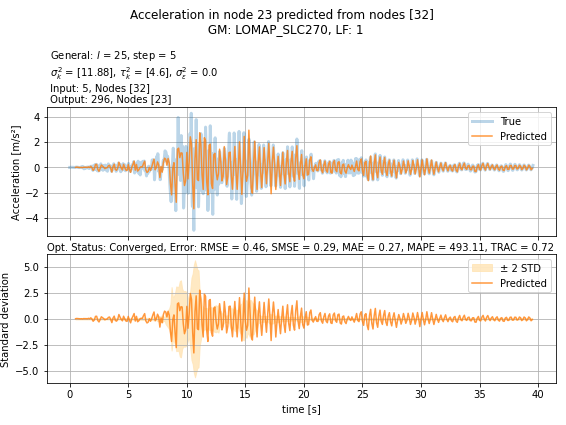 Acceleration in node 23 predicted from nodes [32]
GM: LOMAP_SLC270, LF: 1
General: l = 25, step = 5
σ²ₖ = [11.88], τ²ₖ = [4.6], σ²ₑ = 0.0
Input: 5, Nodes [32]
Output: 296, Nodes [23]
Acceleration [m/s²]
4
2
0
−2
−4
True
Predicted
Opt. Status: Converged, Error: RMSE = 0.46, SMSE = 0.29, MAE = 0.27, MAPE = 493.11, TRAC = 0.72
Standard deviation
5.0
2.5
0.0
−2.5
−5.0
± 2 STD
Predicted
0 5 10 15 20 25 30 35 40
time [s]